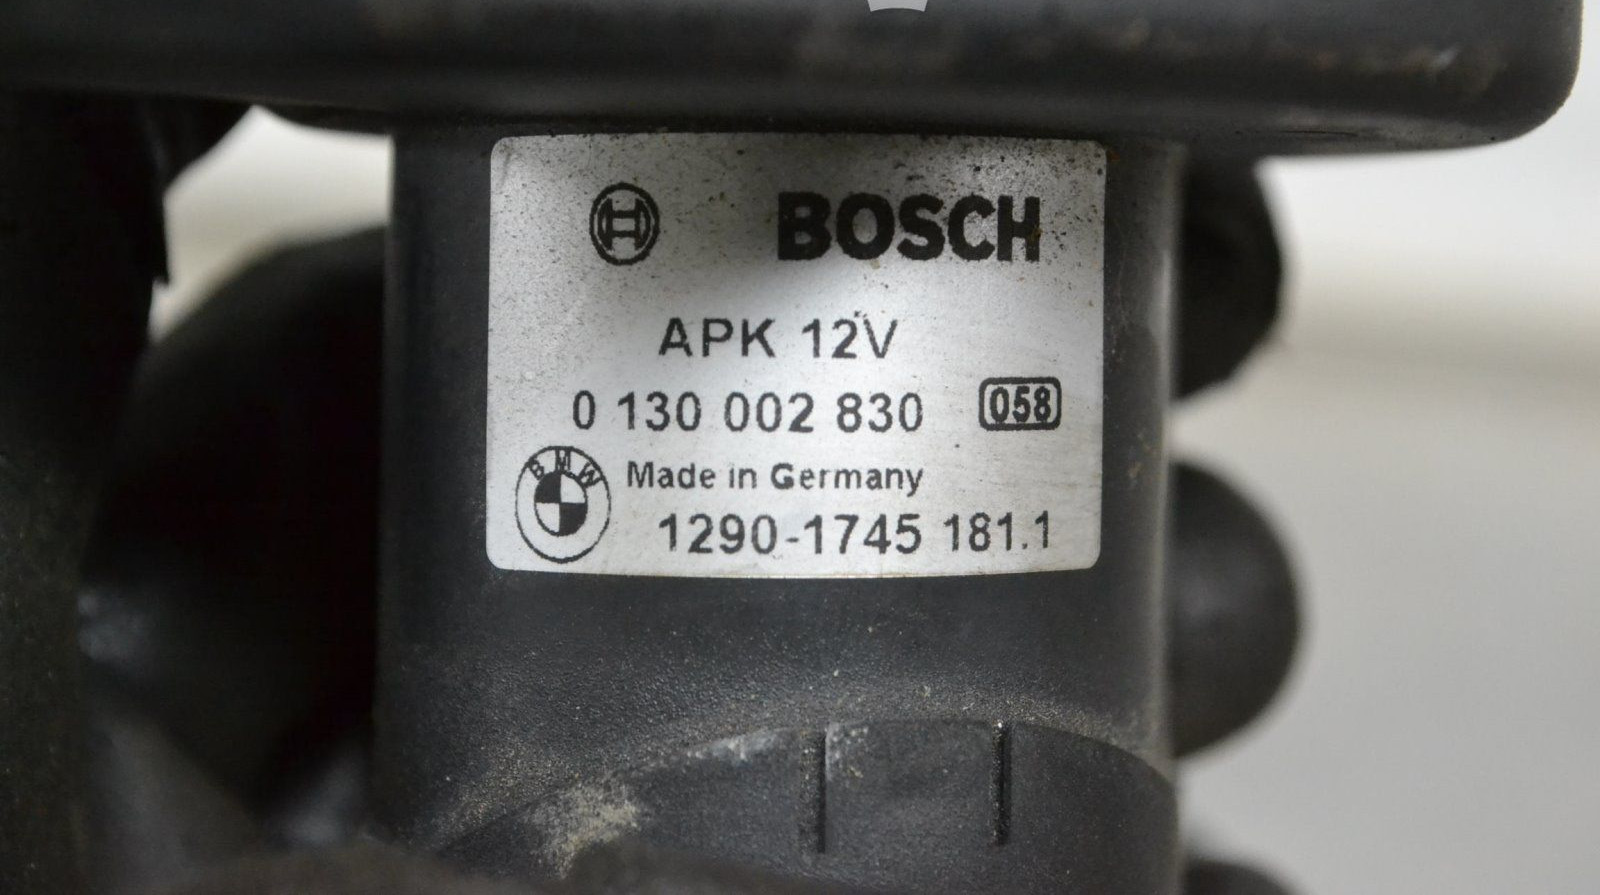 BOSCH
APK 12V
0 130 002 830 058
BMW
Made in Germany
1290-1745 181.1